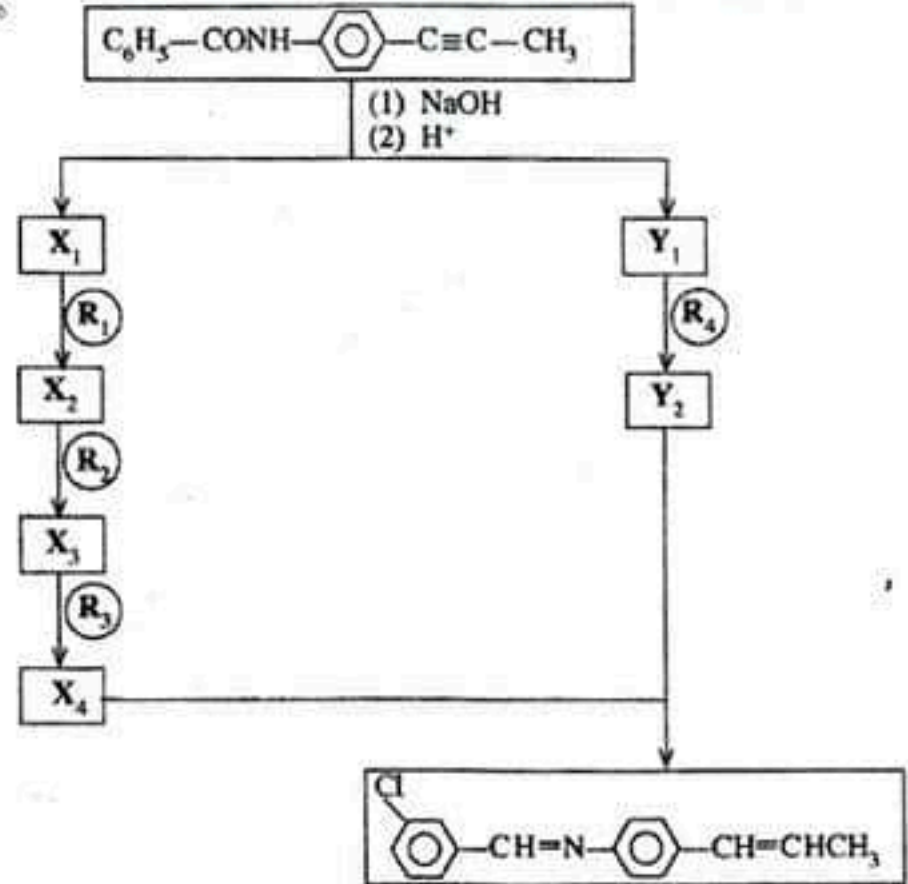 C₆H₅—CONH— —C≡C—CH₃
(1) NaOH
(2) H⁺
X₁
Y₁
R₁
R₄
X₂
Y₂
R₂
X₃
R₃
X₄
Cl
—CH=N— —CH=CHCH₃